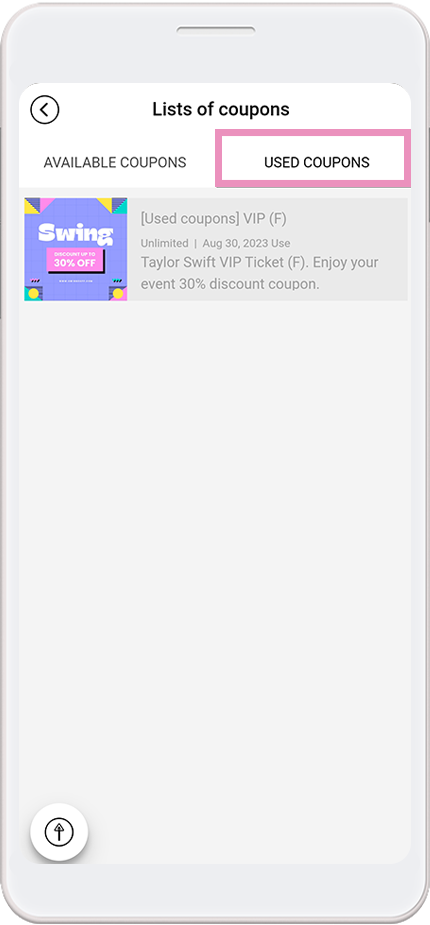 Lists of coupons
AVAILABLE COUPONS
USED COUPONS
Swing
DISCOUNT UP TO
30% OFF
[Used coupons] VIP (F)
Unlimited | Aug 30, 2023 Use
Taylor Swift VIP Ticket (F). Enjoy your
event 30% discount coupon.